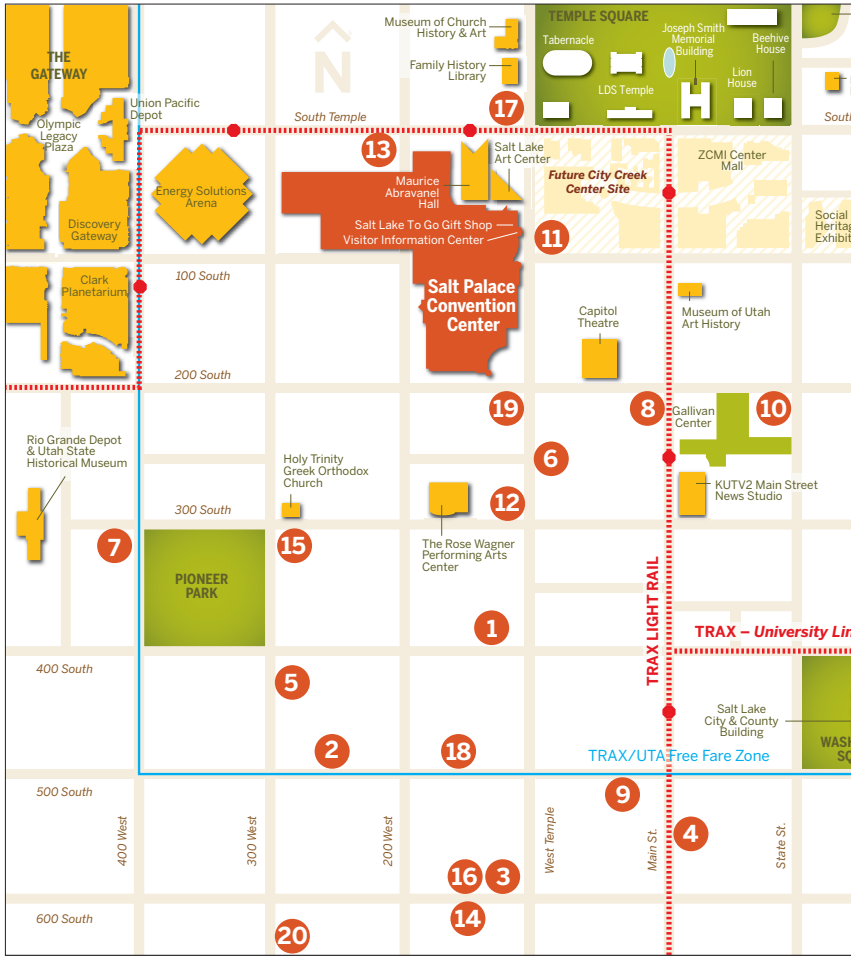 THE
GATEWAY
Olympic
Legacy
Plaza
Union Pacific
Depot
Discovery
Gateway
Clark
Planetarium
N
Museum of Church
History & Art
Family History
Library
17
TEMPLE SQUARE
Tabernacle
LDS Temple
Joseph Smith
Memorial
Building
Beehive
House
Lion
House
South Temple
South
13
Energy Solutions
Arena
Maurice
Abravanel
Hall
Salt Lake
Art Center
Salt Lake To Go Gift Shop
Visitor Information Center
11
Future City Creek
Center Site
ZCMI Center
Mall
Social
Heritag
Exhibit
100 South
Salt Palace
Convention
Center
Capitol
Theatre
Museum of Utah
Art History
200 South
19
8
Gallivan
Center
10
Rio Grande Depot
& Utah State
Historical Museum
Holy Trinity
Greek Orthodox
Church
6
KUTV2 Main Street
News Studio
12
300 South
7
15
The Rose Wagner
Performing Arts
Center
PIONEER
PARK
1
TRAX LIGHT RAIL
TRAX – University Lin
400 South
5
Salt Lake
City & County
Building
WASH
SQ
2
18
TRAX/UTA Free Fare Zone
500 South
9
400 West
300 West
200 West
West Temple
Main St.
4
State St.
16
3
600 South
14
20